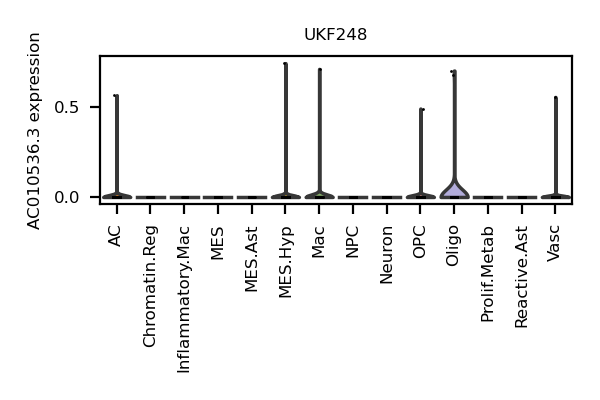 UKF248
AC010536.3 expression
0.5
0.0
AC
Chromatin.Reg
Inflammatory.Mac
MES
MES.Ast
MES.Hyp
Mac
NPC
Neuron
OPC
Oligo
Prolif.Metab
Reactive.Ast
Vasc